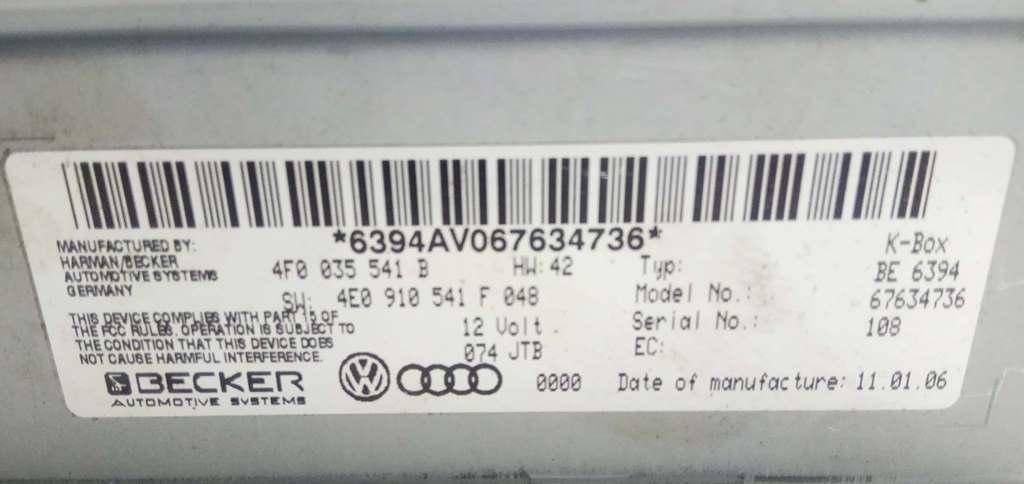 *6394AV067634736*
MANUFACTURED BY:
HARMAN/BECKER
AUTOMOTIVE SYSTEMS
GERMANY
4F0 035 541 B HW: 42
SW: 4E0 910 541 F 048
12 Volt
074 JTB
Typ: K-Box
Model No.: BE 6394
Serial No.: 67634736
EC: 108
THIS DEVICE COMPLIES WITH PART 15 OF
THE FCC RULES. OPERATION IS SUBJECT TO
THE CONDITION THAT THIS DEVICE DOES
NOT CAUSE HARMFUL INTERFERENCE.
BECKER
AUTOMOTIVE SYSTEMS
0000 Date of manufacture: 11.01.06